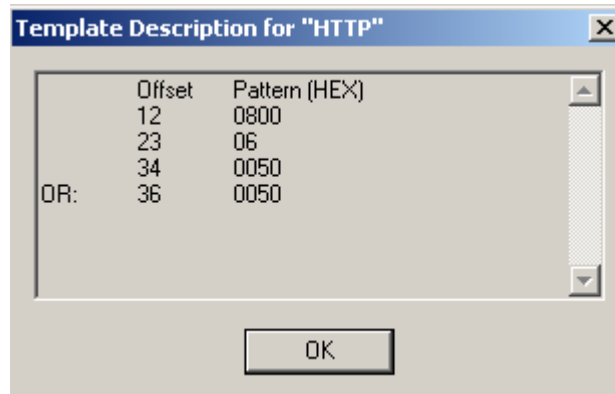 Template Description for "HTTP"
Offset Pattern (HEX)
12 0800
23 06
34 0050
OR: 36 0050
OK